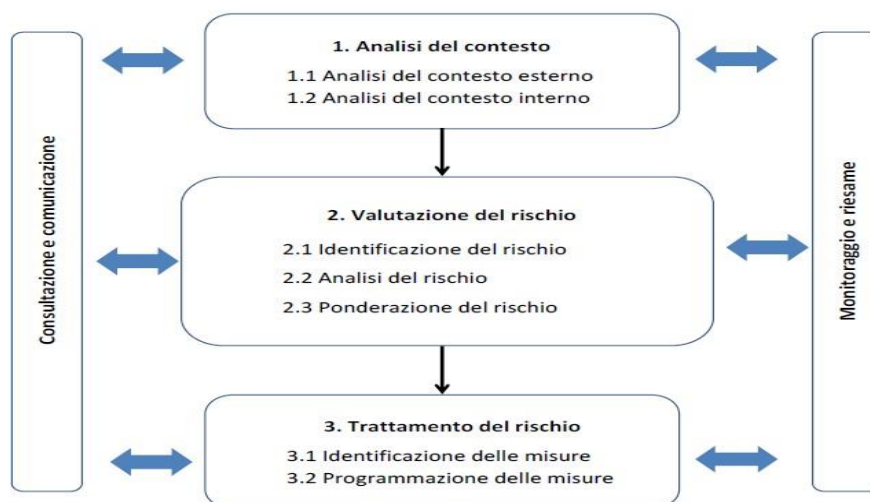 Consultazione e comunicazione
1. Analisi del contesto
1.1 Analisi del contesto esterno
1.2 Analisi del contesto interno
2. Valutazione del rischio
2.1 Identificazione del rischio
2.2 Analisi del rischio
2.3 Ponderazione del rischio
3. Trattamento del rischio
3.1 Identificazione delle misure
3.2 Programmazione delle misure
Monitoraggio e riesame